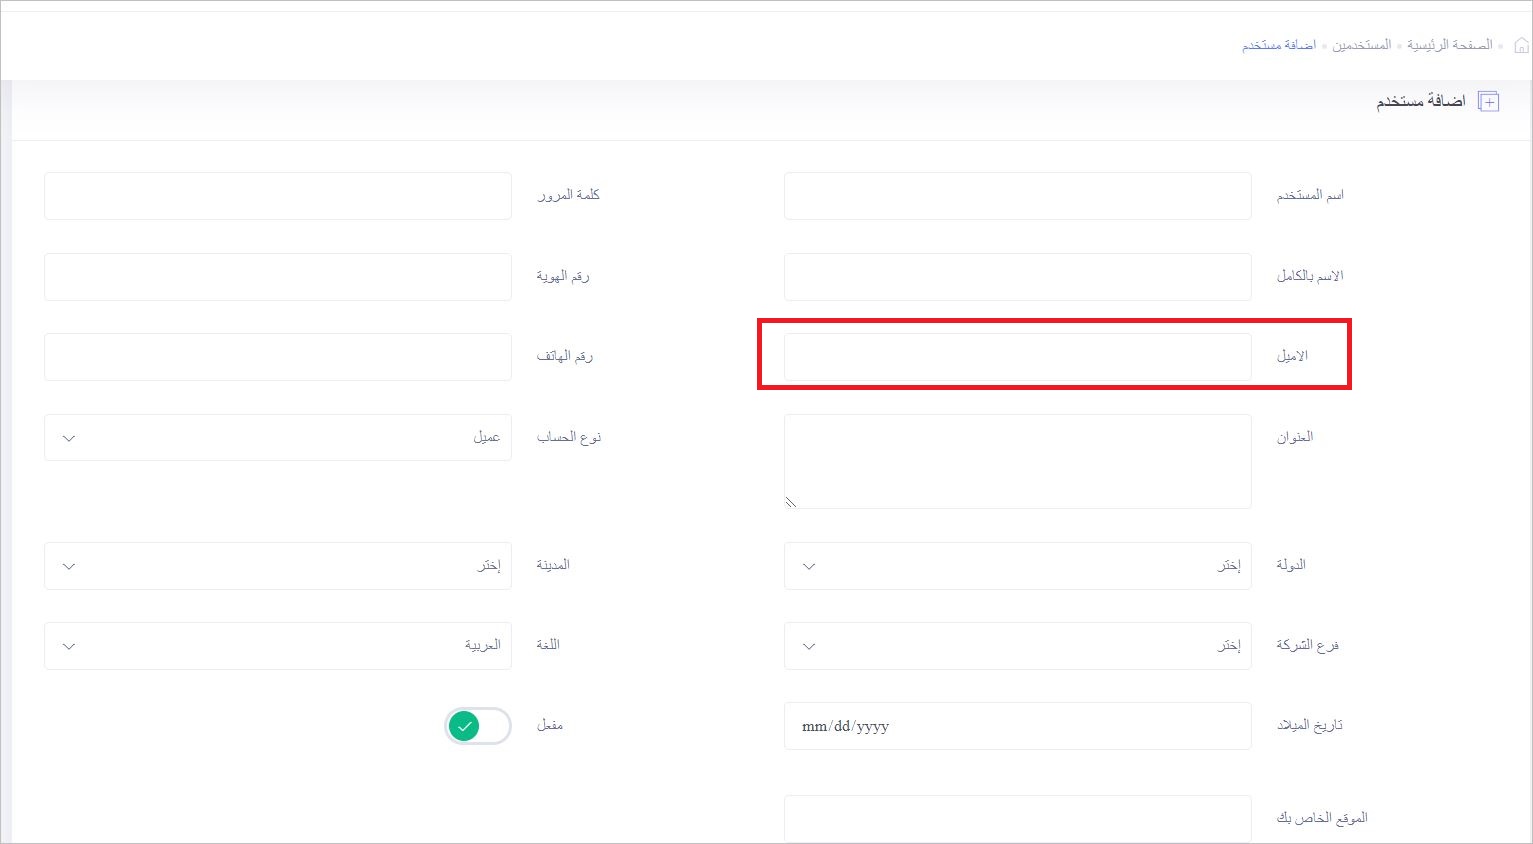 الصفحة الرئيسية • المستخدمين • اضافة مستخدم
اضافة مستخدم
اسم المستخدم
كلمة المرور
الاسم بالكامل
رقم الهوية
الاميل
رقم الهاتف
العنوان
نوع الحساب
عميل
الدولة
إختر
المدينة
إختر
فرع الشركة
إختر
اللغة
العربية
تاريخ الميلاد
mm/dd/yyyy
مفعل
الموقع الخاص بك